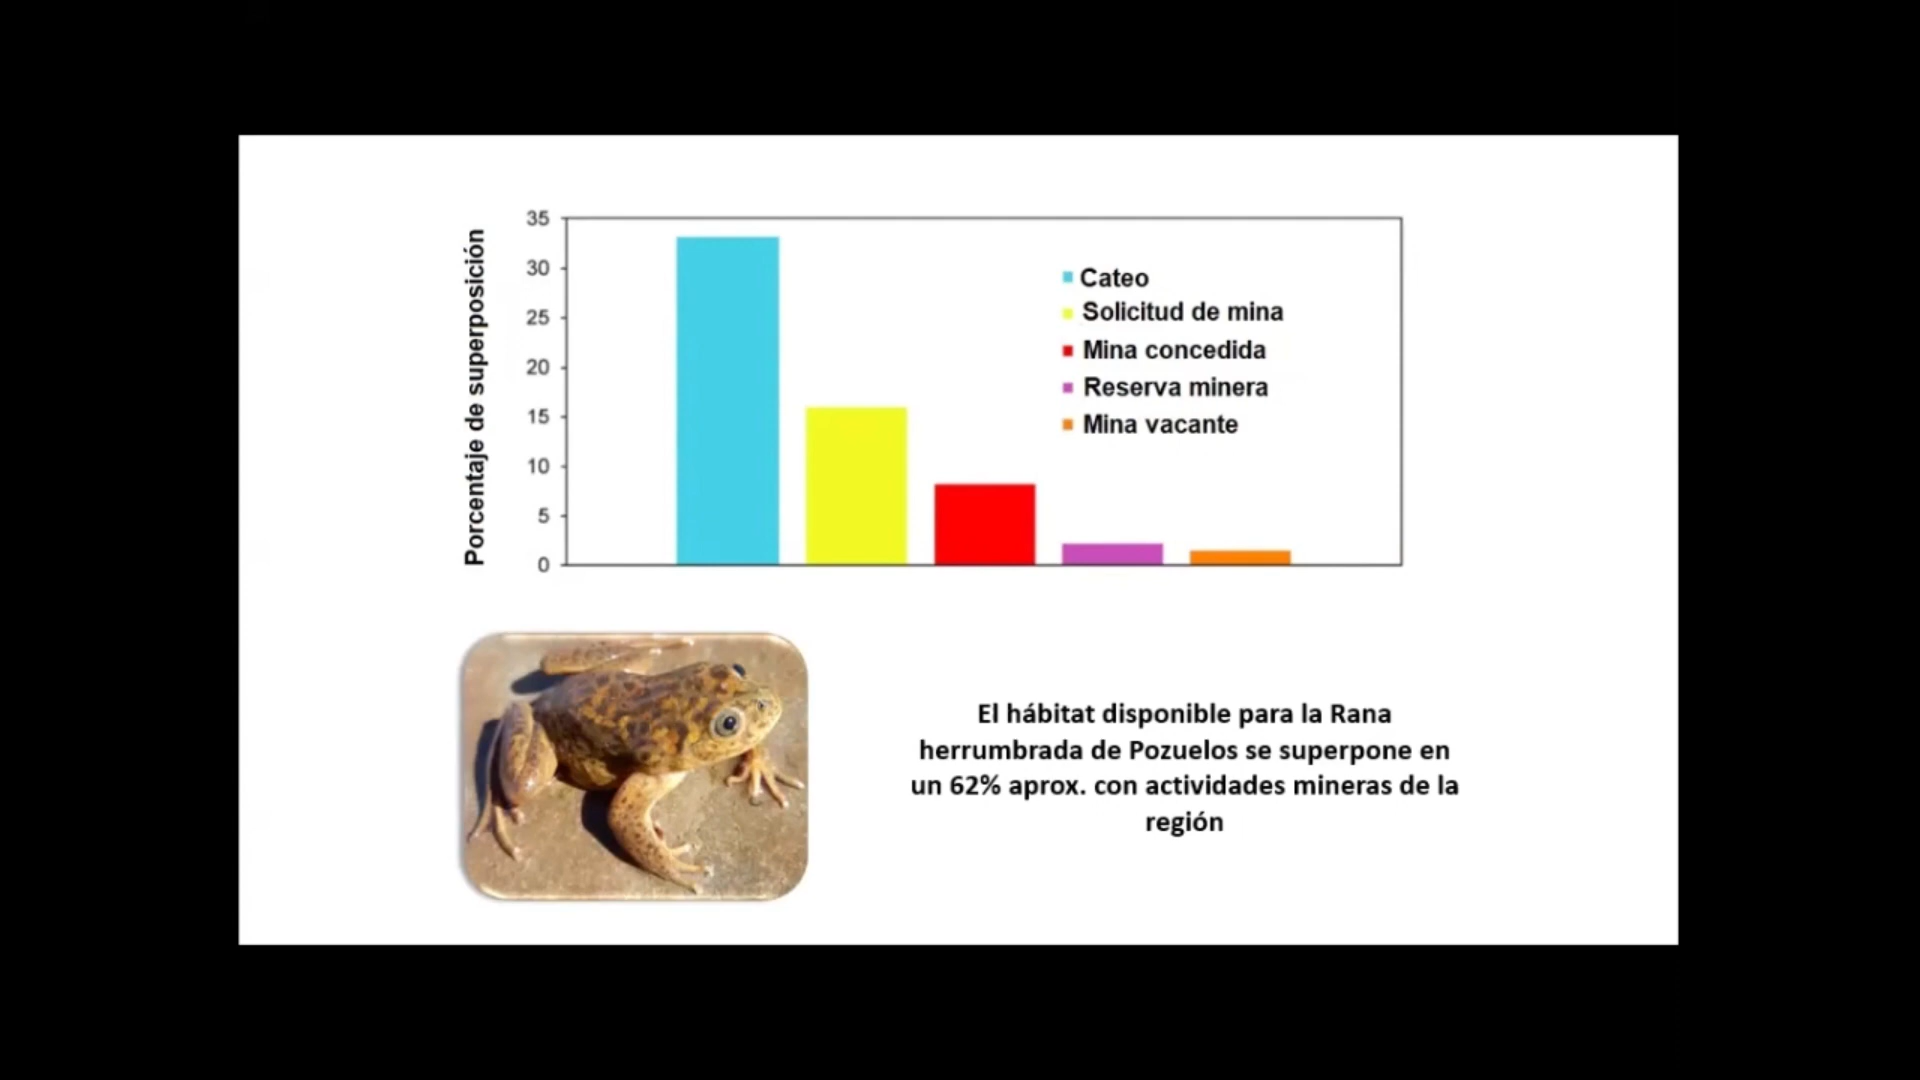 Porcentaje de superposición
35
30
25
20
15
10
5
0
Cateo
Solicitud de mina
Mina concedida
Reserva minera
Mina vacante
El hábitat disponible para la Rana
herrumbrada de Pozuelos se superpone en
un 62% aprox. con actividades mineras de la
región